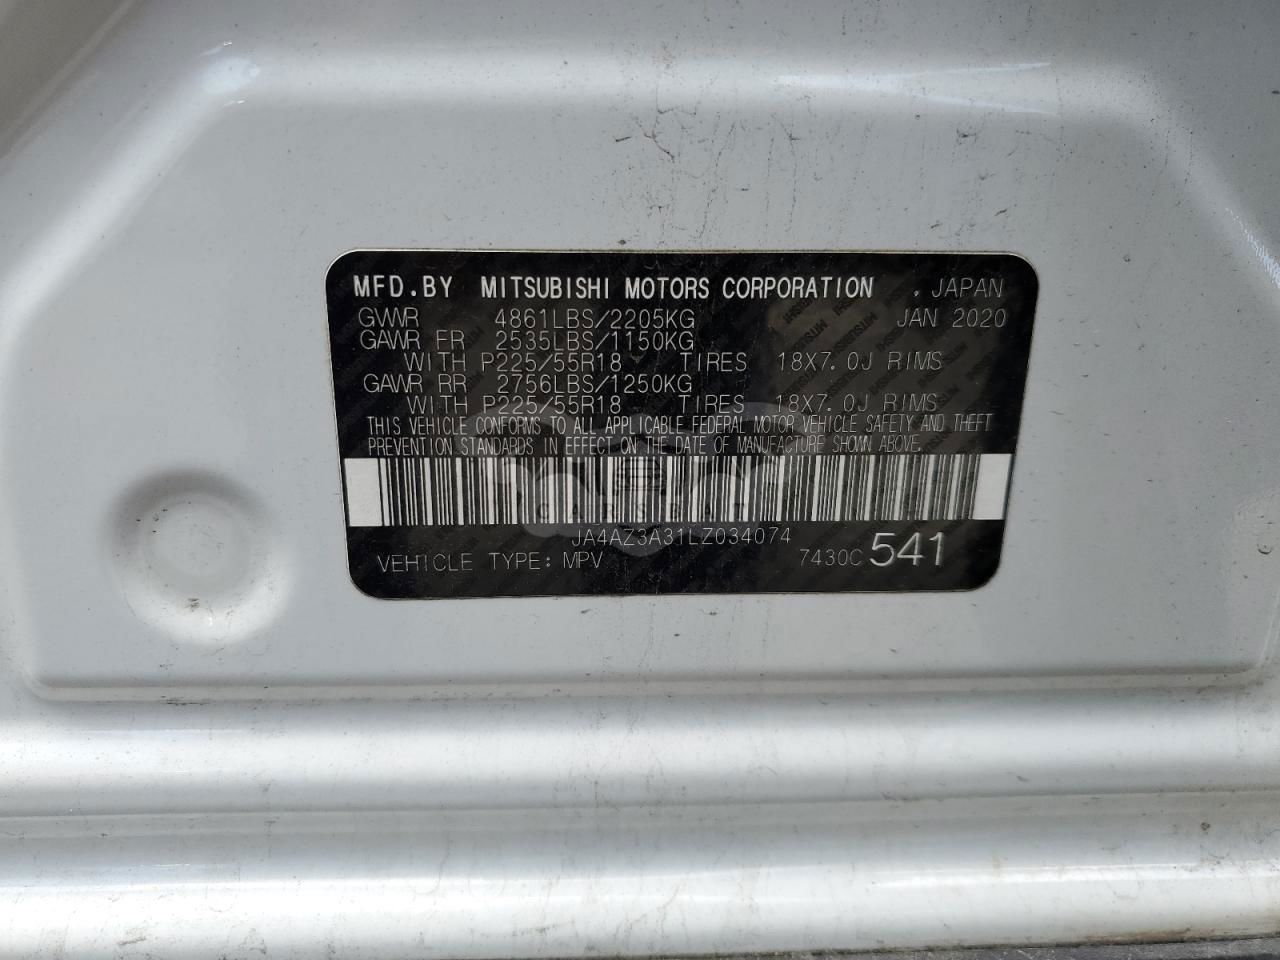 MFD.BY MITSUBISHI MOTORS CORPORATION , JAPAN
GVWR 4861LBS/2205KG JAN 2020
GAWR FR 2535LBS/1150KG
WITH P225/55R18 TIRES 18X7.0J RIMS
GAWR RR 2756LBS/1250KG
WITH P225/55R18 TIRES 18X7.0J RIMS
THIS VEHICLE CONFORMS TO ALL APPLICABLE FEDERAL MOTOR VEHICLE SAFETY AND THEFT
PREVENTION STANDARDS IN EFFECT ON THE DATE OF MANUFACTURE SHOWN ABOVE.
JA4AZ3A31LZ034074
VEHICLE TYPE: MPV 7430C 541